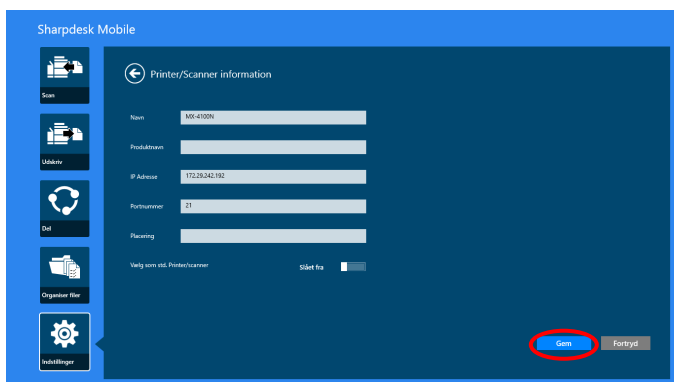 Sharpdesk Mobile
Scan
Udskriv
Del
Organiser filer
Indstillinger
Printer/Scanner information
Navn MX-4100N
Produktnavn
IP Adresse 172.29.242.192
Portnummer 21
Placering
Vælg som std. Printer/scanner Slået fra
Gem Fortryd